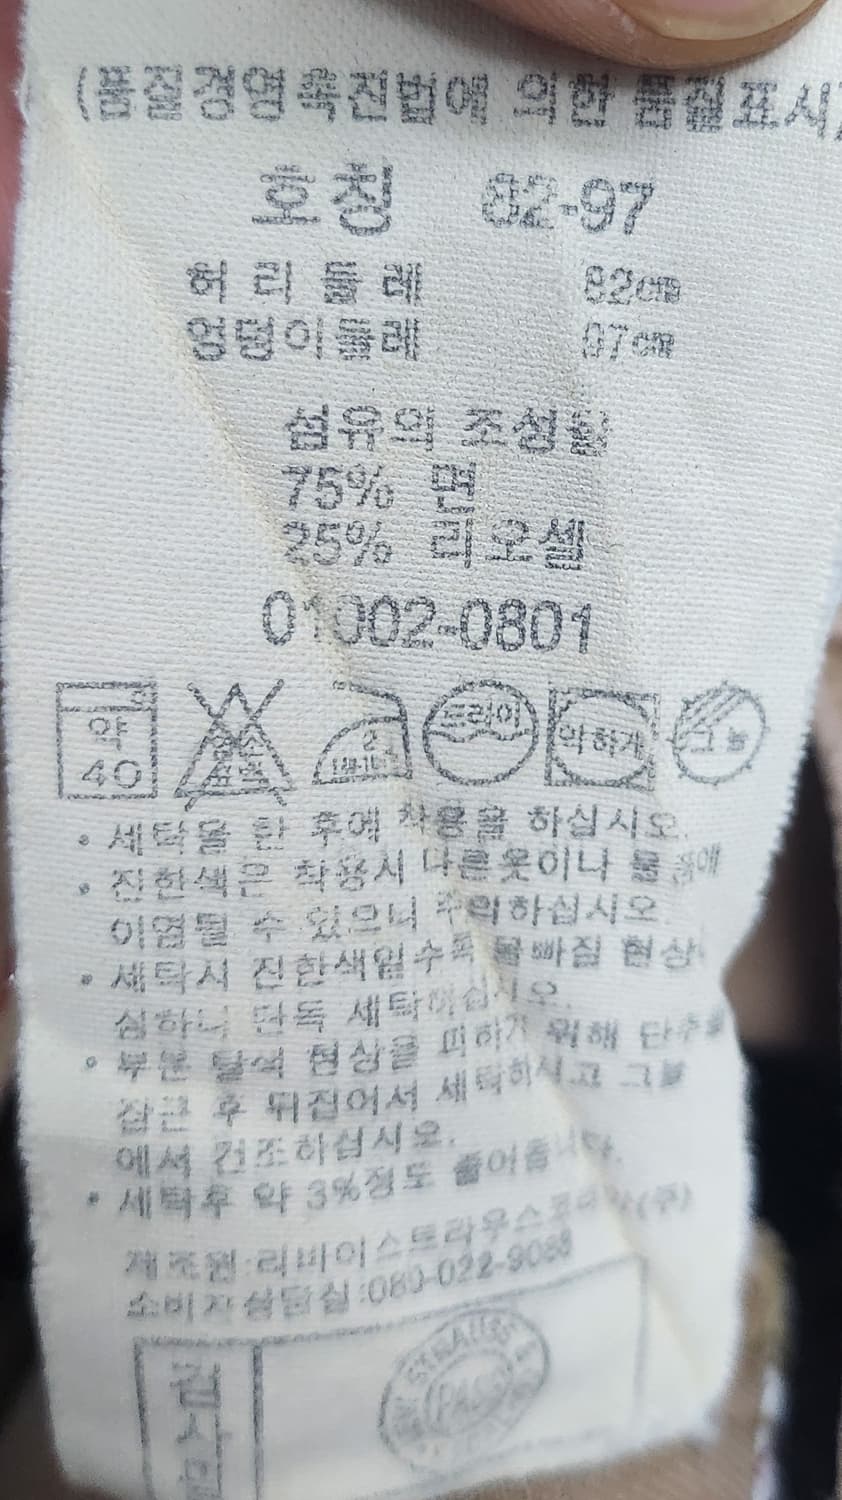 (품질경영촉진법에 의한 품질표시)
호칭 82-97
허리둘레 82cm
엉덩이둘레 97cm
섬유의 조성율
75% 면
25% 리오셀
01002-0801
약 40
2
드라이
약하게
그늘
• 세탁을 한 후에 착용을 하십시오.
• 진한색은 착용시 다른옷이나 물품에
이염될 수 있으니 주의하십시오.
• 세탁시 진한색일수록 물빠짐 현상이
심하니 단독 세탁하십시오.
• 부분 탈색 현상을 피하기 위해 단추를
잠근 후 뒤집어서 세탁하시고 그늘
에서 건조하십시오.
• 세탁후 약 3%정도 줄어듭니다.
제조원:리바이스트라우스코리아(주)
소비자상담실:080-022-9088
STRAUSS &